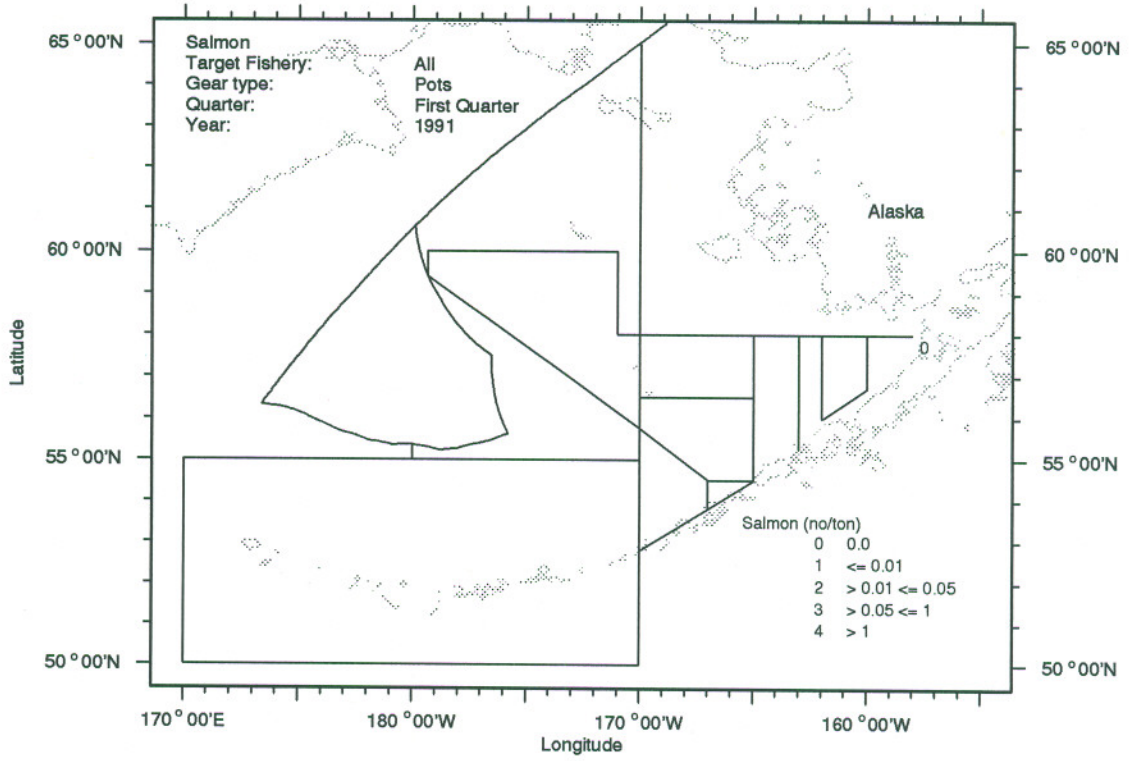 Salmon
Target Fishery: All
Gear type: Pots
Quarter: First Quarter
Year: 1991
65 °00'N
65 °00'N
Alaska
60 °00'N
60 °00'N
0
Latitude
55 °00'N
55 °00'N
Salmon (no/ton)
0 0.0
1 <= 0.01
2 > 0.01 <= 0.05
3 > 0.05 <= 1
4 > 1
50 °00'N
50 °00'N
170 °00'E
180 °00'W
170 °00'W
160 °00'W
Longitude